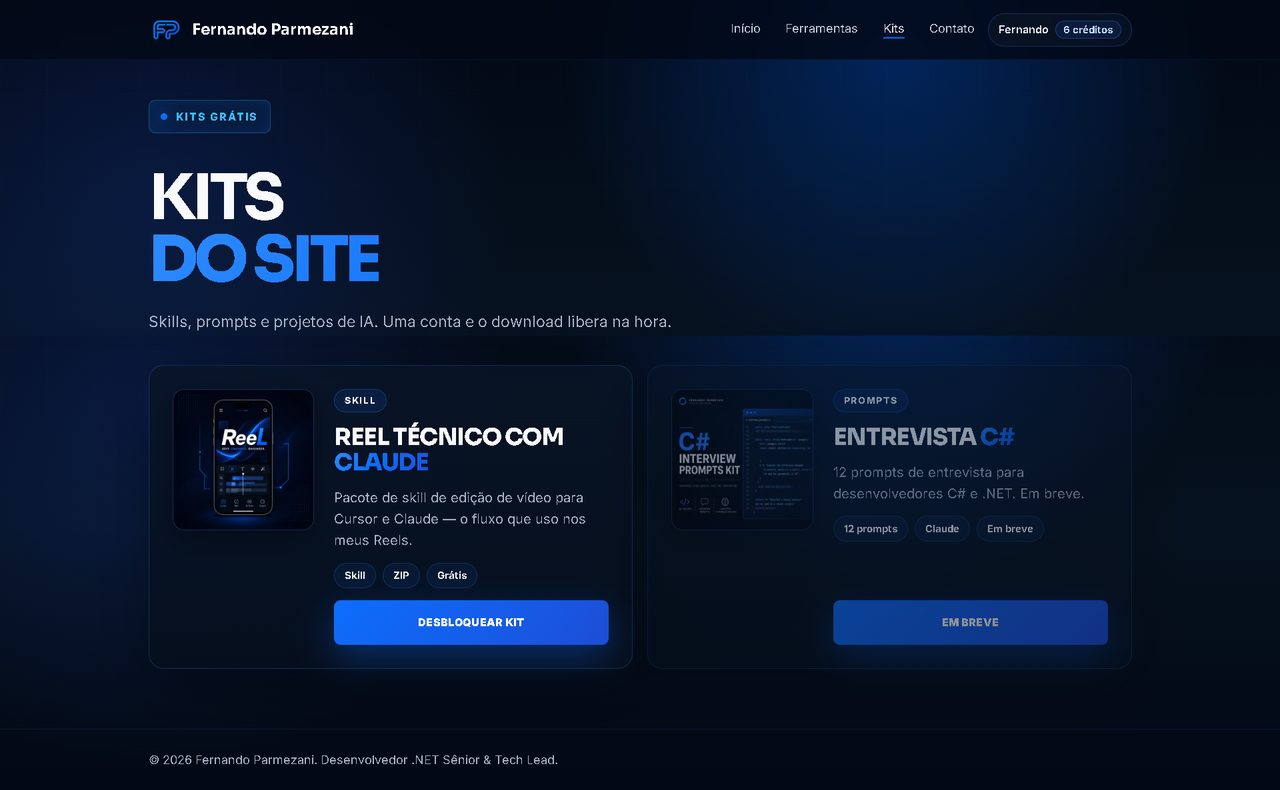 FP Fernando Parmezani
Início Ferramentas Kits Contato Fernando 6 créditos
KITS GRÁTIS
KITS
DO SITE
Skills, prompts e projetos de IA. Uma conta e o download libera na hora.
Reel
SKILL
REEL TÉCNICO COM
CLAUDE
Pacote de skill de edição de vídeo para
Cursor e Claude — o fluxo que uso nos
meus Reels.
Skill ZIP Grátis
DESBLOQUEAR KIT
FERNANDO PARMEZANI
C#
INTERVIEW
PROMPTS KIT
PROMPTS
ENTREVISTA C#
12 prompts de entrevista para
desenvolvedores C# e .NET. Em breve.
12 prompts Claude Em breve
EM BREVE
© 2026 Fernando Parmezani. Desenvolvedor .NET Sênior & Tech Lead.